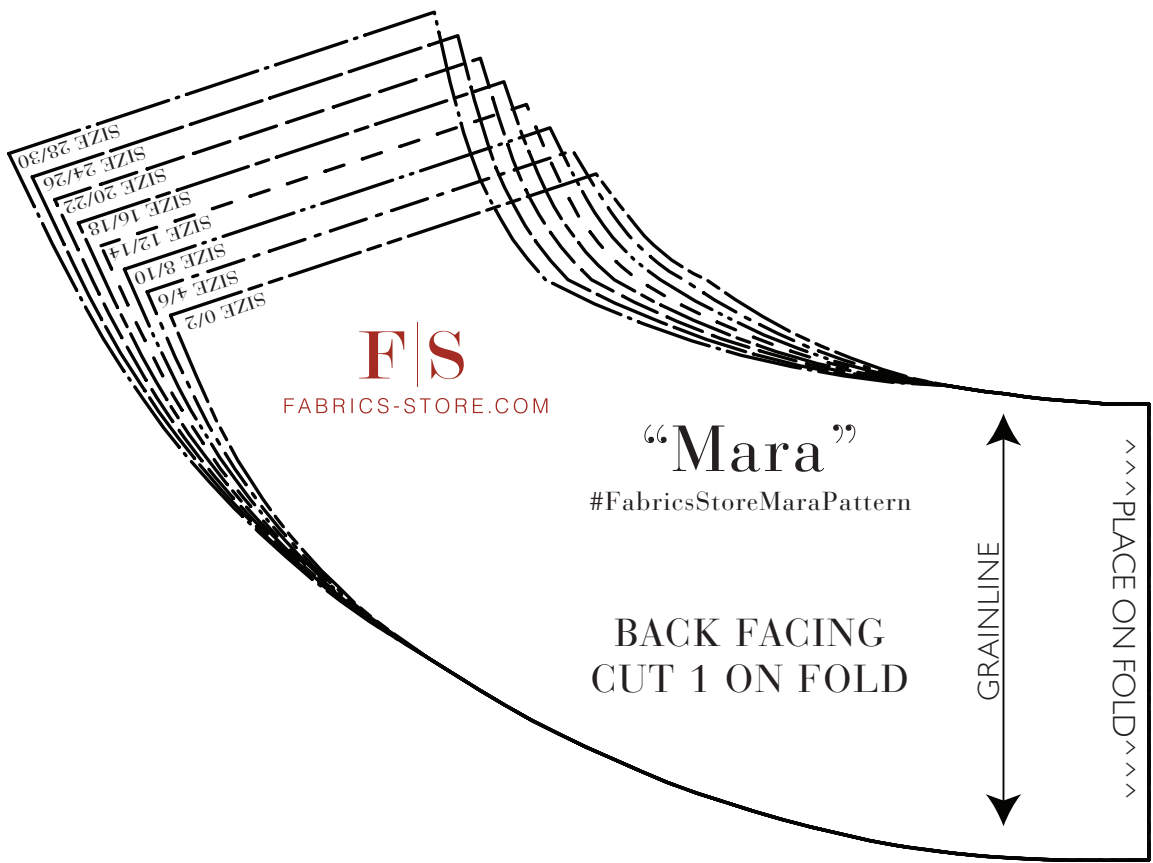 SIZE 28/30
SIZE 24/26
SIZE 20/22
SIZE 16/18
SIZE 12/14
SIZE 8/10
SIZE 4/6
SIZE 0/2
F|S
FABRICS-STORE.COM
“Mara”
#FabricsStoreMaraPattern
BACK FACING
CUT 1 ON FOLD
GRAINLINE
^^^PLACE ON FOLD^^^